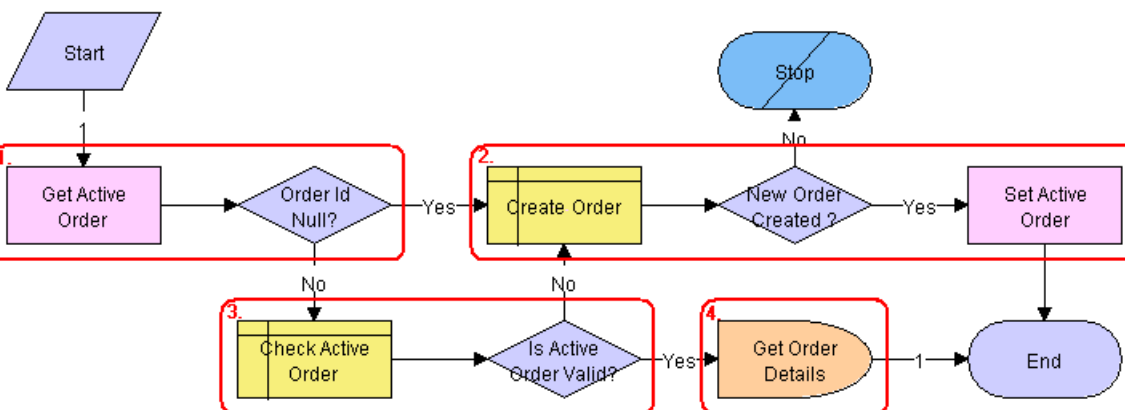 Start
Stop
1
No
1.
2.
Get Active
Order
Order Id
Null?
Yes
Create Order
New Order
Created ?
Yes
Set Active
Order
No
No
3.
4.
Check Active
Order
Is Active
Order Valid?
Yes
Get Order
Details
1
End